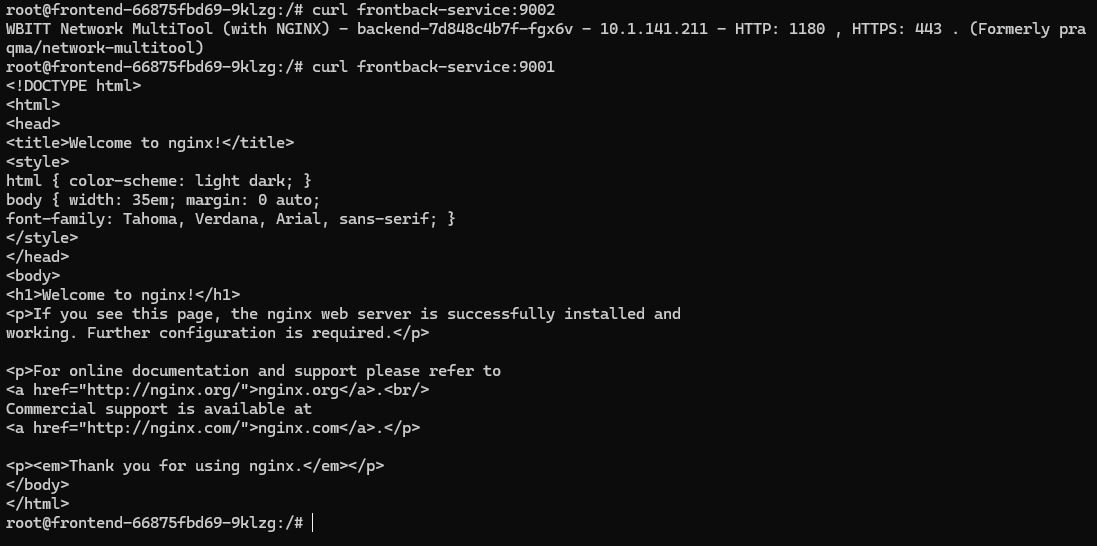 root@frontend-66875fbd69-9klzg:/# curl frontback-service:9002
WBITT Network MultiTool (with NGINX) - backend-7d848c4b7f-fgx6v - 10.1.141.211 - HTTP: 1180 , HTTPS: 443 . (Formerly pra
qma/network-multitool)
root@frontend-66875fbd69-9klzg:/# curl frontback-service:9001
<!DOCTYPE html>
<html>
<head>
<title>Welcome to nginx!</title>
<style>
html { color-scheme: light dark; }
body { width: 35em; margin: 0 auto;
font-family: Tahoma, Verdana, Arial, sans-serif; }
</style>
</head>
<body>
<h1>Welcome to nginx!</h1>
<p>If you see this page, the nginx web server is successfully installed and
working. Further configuration is required.</p>

<p>For online documentation and support please refer to
<a href="http://nginx.org/">nginx.org</a>.<br/>
Commercial support is available at
<a href="http://nginx.com/">nginx.com</a>.</p>

<p><em>Thank you for using nginx.</em></p>
</body>
</html>
root@frontend-66875fbd69-9klzg:/#